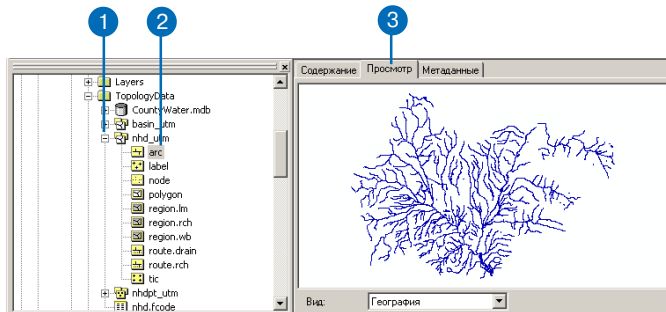 1
2
3
Layers
TopologyData
CountyWater.mdb
basin_utm
nhd_utm
arc
label
node
polygon
region.lm
region.rch
region.wb
route.drain
route.rch
tic
nhdpt_utm
nhd.fcode
Содержание Просмотр Метаданные
Вид: География